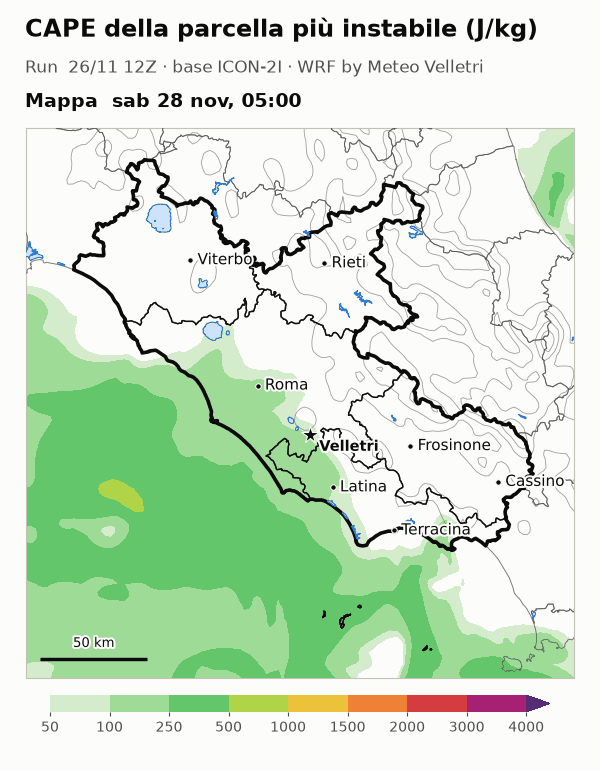 CAPE della parcella più instabile (J/kg)
Run 26/11 12Z · base ICON-2I · WRF by Meteo Velletri
Mappa sab 28 nov, 05:00
Viterbo
Rieti
Roma
Velletri
Frosinone
Cassino
Latina
Terracina
50 km
50 100 250 500 1000 1500 2000 3000 4000